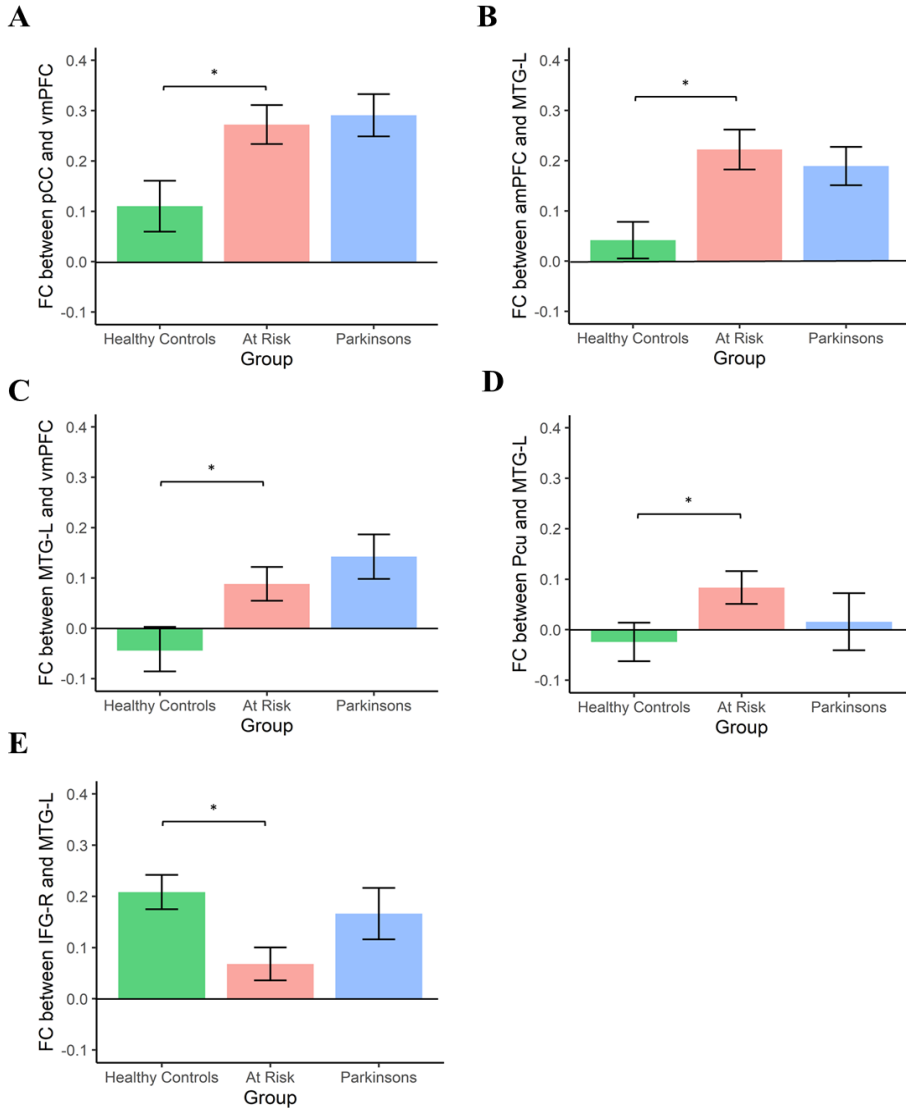 A
FC between pCC and vmPFC
0.4
0.3
0.2
0.1
0.0
-0.1
*
Healthy Controls At Risk Parkinsons
Group
B
FC between amPFC and MTG-L
0.4
0.3
0.2
0.1
0.0
-0.1
*
Healthy Controls At Risk Parkinsons
Group
C
FC between MTG-L and vmPFC
0.4
0.3
0.2
0.1
0.0
-0.1
*
Healthy Controls At Risk Parkinsons
Group
D
FC between Pcu and MTG-L
0.4
0.3
0.2
0.1
0.0
-0.1
*
Healthy Controls At Risk Parkinsons
Group
E
FC between IFG-R and MTG-L
0.4
0.3
0.2
0.1
0.0
-0.1
*
Healthy Controls At Risk Parkinsons
Group